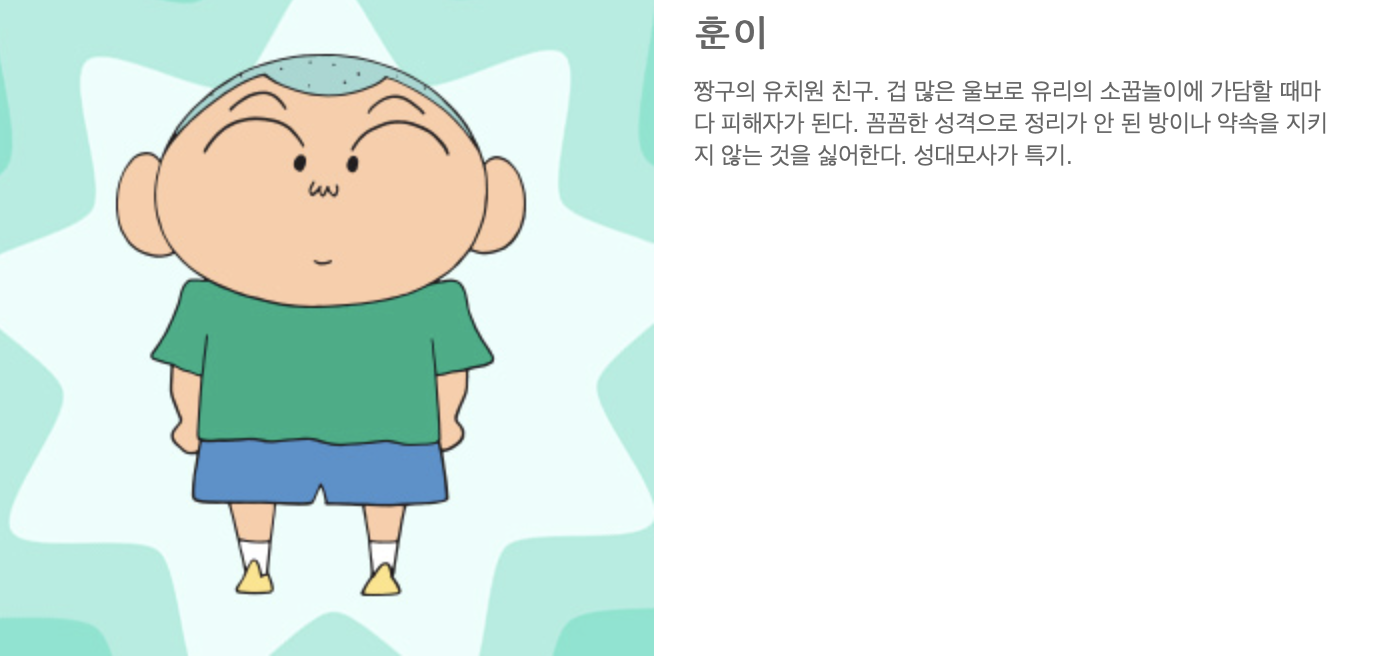 훈이
짱구의 유치원 친구. 겁 많은 울보로 유리의 소꿉놀이에 가담할 때마
다 피해자가 된다. 꼼꼼한 성격으로 정리가 안 된 방이나 약속을 지키
지 않는 것을 싫어한다. 성대모사가 특기.